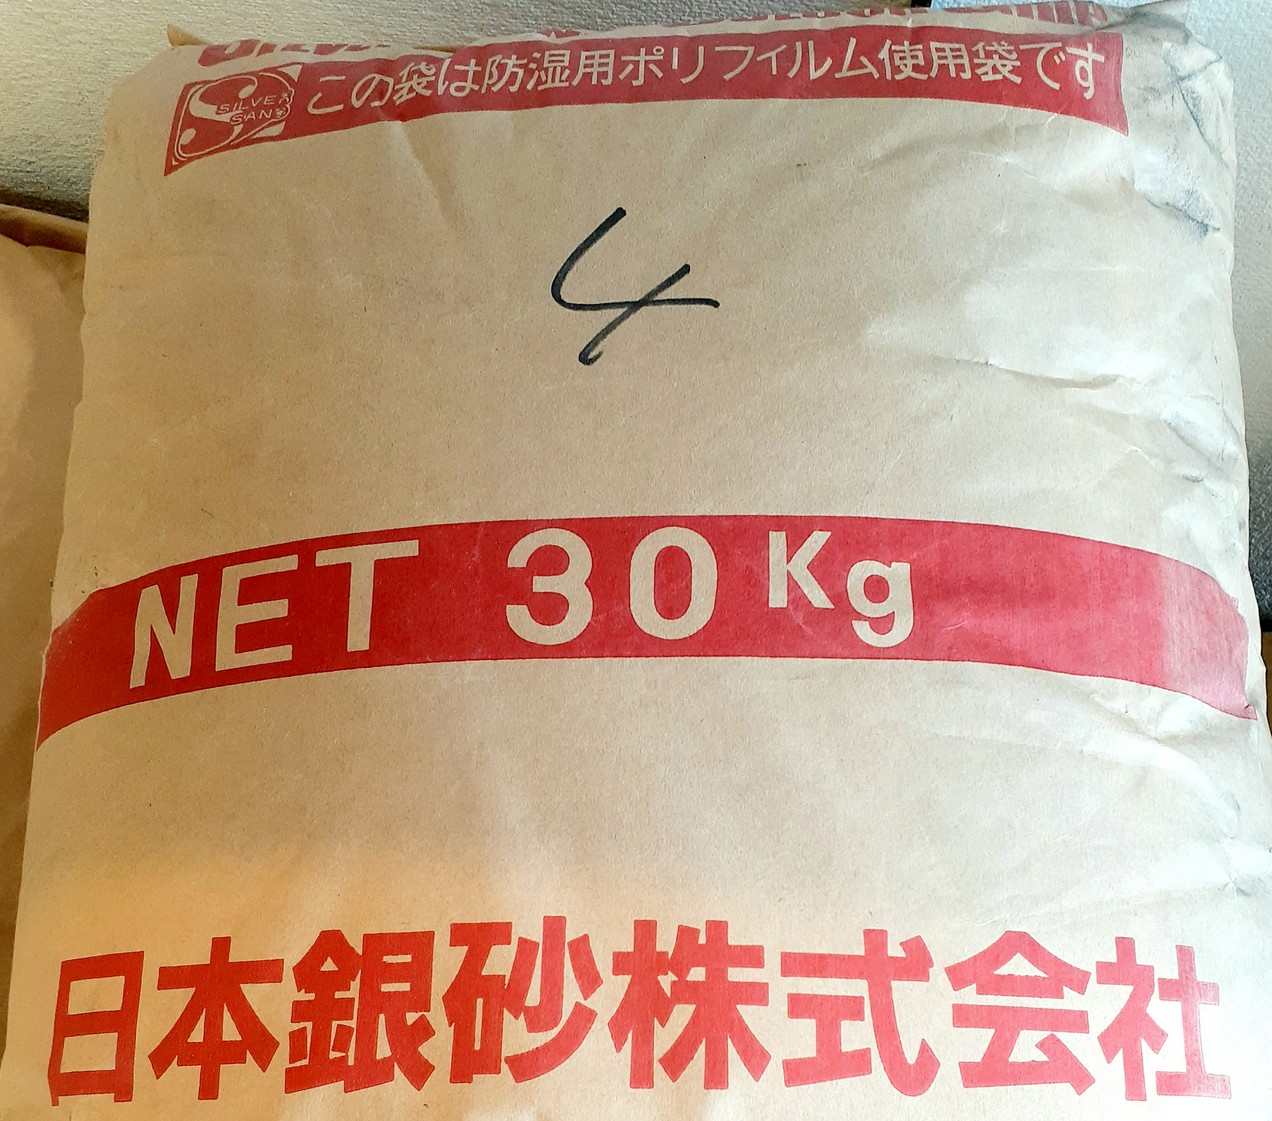 SILVER
SAND
この袋は防湿用ポリフィルム使用袋です
4
NET 30 Kg
日本銀砂株式会社